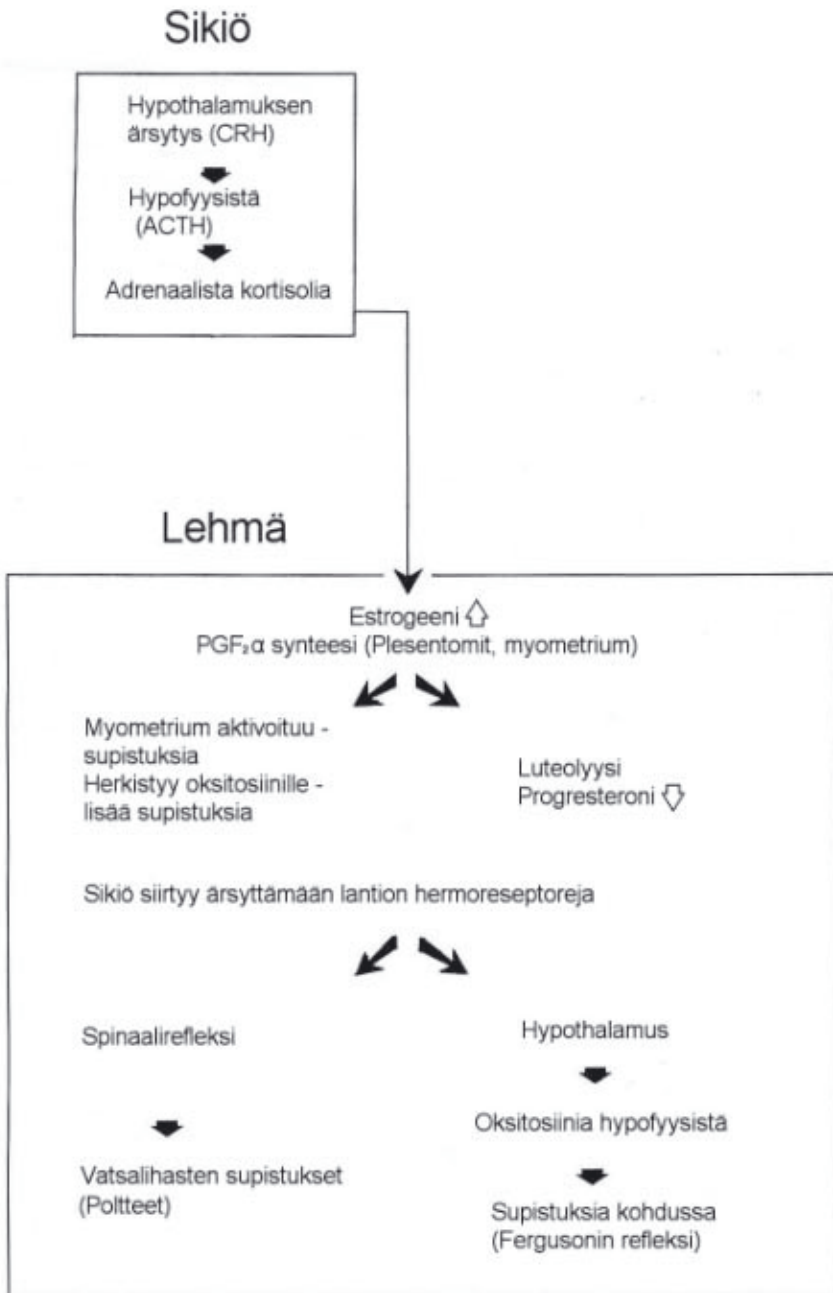 Sikiö
Hypothalamuksen
ärsytys (CRH)
Hypofyysistä
(ACTH)
Adrenaalista kortisolia
Lehmä
Estrogeeni
PGF₂α synteesi (Plesentomit, myometrium)
Myometrium aktivoituu -
supistuksia
Herkistyy oksitosiinille -
lisää supistuksia
Luteolyysi
Progresteroni
Sikiö siirtyy ärsyttämään lantion hermoreseptoreja
Spinaalirefleksi
Vatsalihasten supistukset
(Poltteet)
Hypothalamus
Oksitosiinia hypofyysistä
Supistuksia kohdussa
(Fergusonin refleksi)